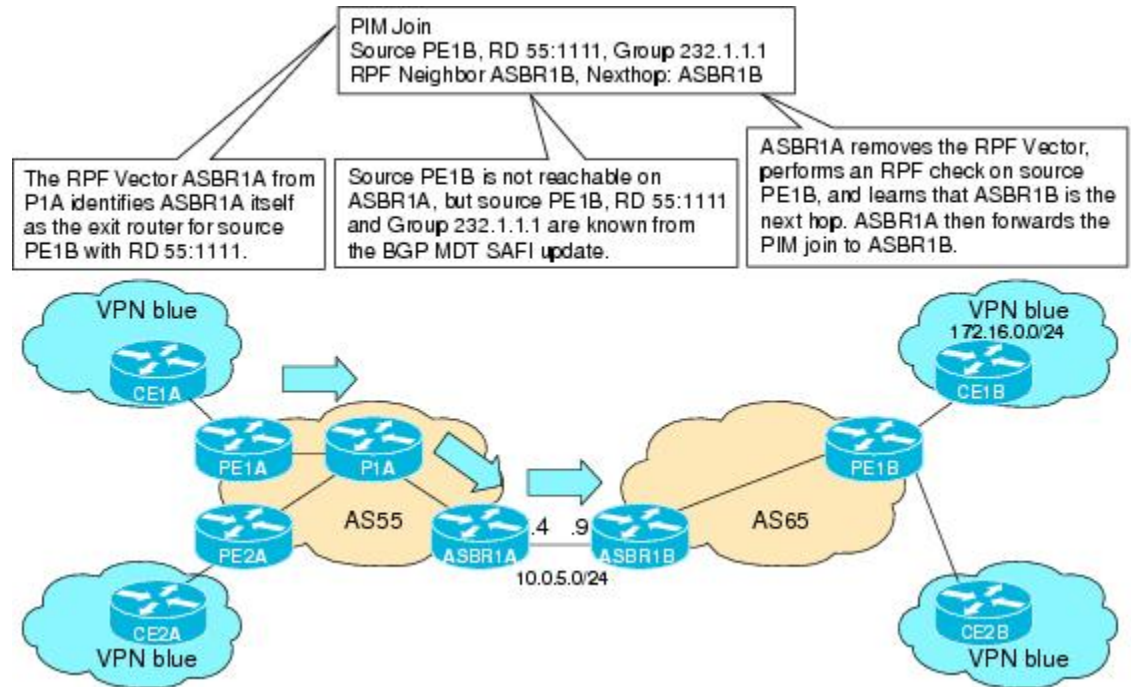 PIM Join
Source PE1B, RD 55:1111, Group 232.1.1.1
RPF Neighbor ASBR1B, Nexthop: ASBR1B
The RPF Vector ASBR1A from
P1A identifies ASBR1A itself
as the exit router for source
PE1B with RD 55:1111.
Source PE1B is not reachable on
ASBR1A, but source PE1B, RD 55:1111
and Group 232.1.1.1 are known from
the BGP MDT SAFI update.
ASBR1A removes the RPF Vector,
performs an RPF check on source
PE1B, and learns that ASBR1B is the
next hop. ASBR1A then forwards the
PIM join to ASBR1B.
VPN blue
CE1A
VPN blue
172.16.0.0/24
CE1B
PE1A
P1A
PE1B
AS55
AS65
PE2A
ASBR1A
.4
.9
ASBR1B
10.0.5.0/24
CE2A
VPN blue
CE2B
VPN blue